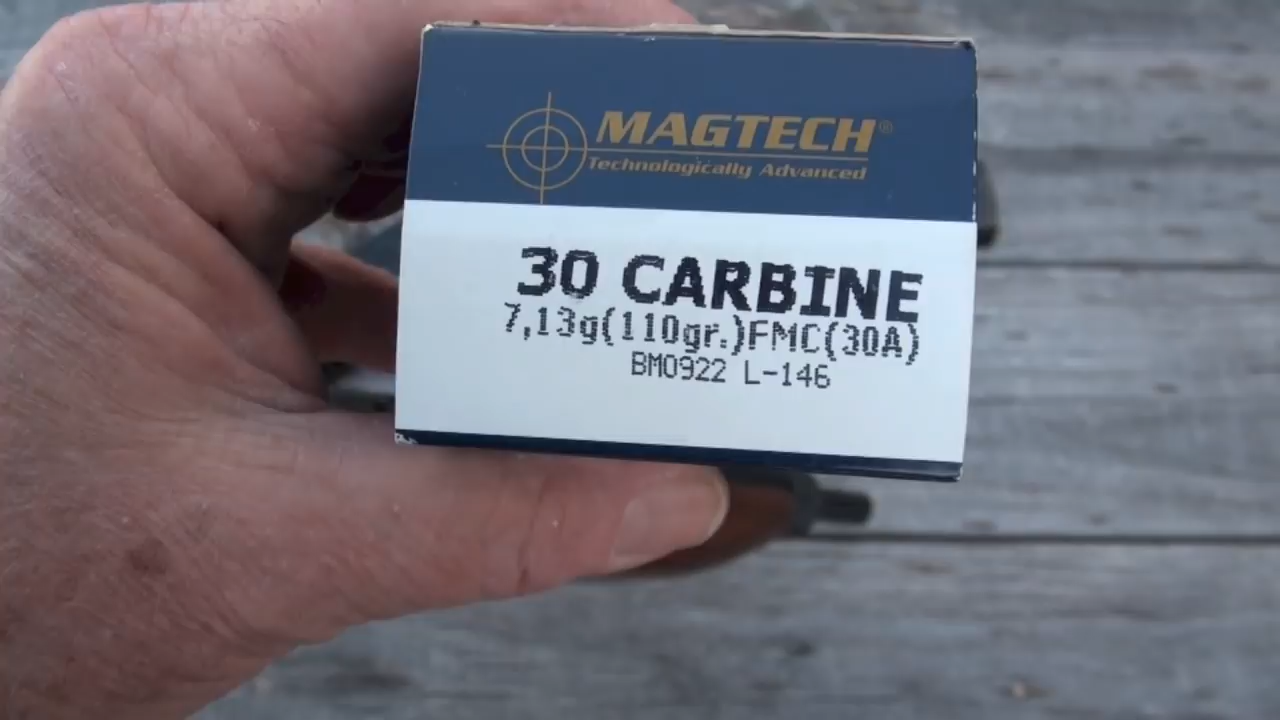 MAGTECH®
Technologically Advanced
30 CARBINE
7,13g(110gr.)FMC(30A)
BM0922 L-146